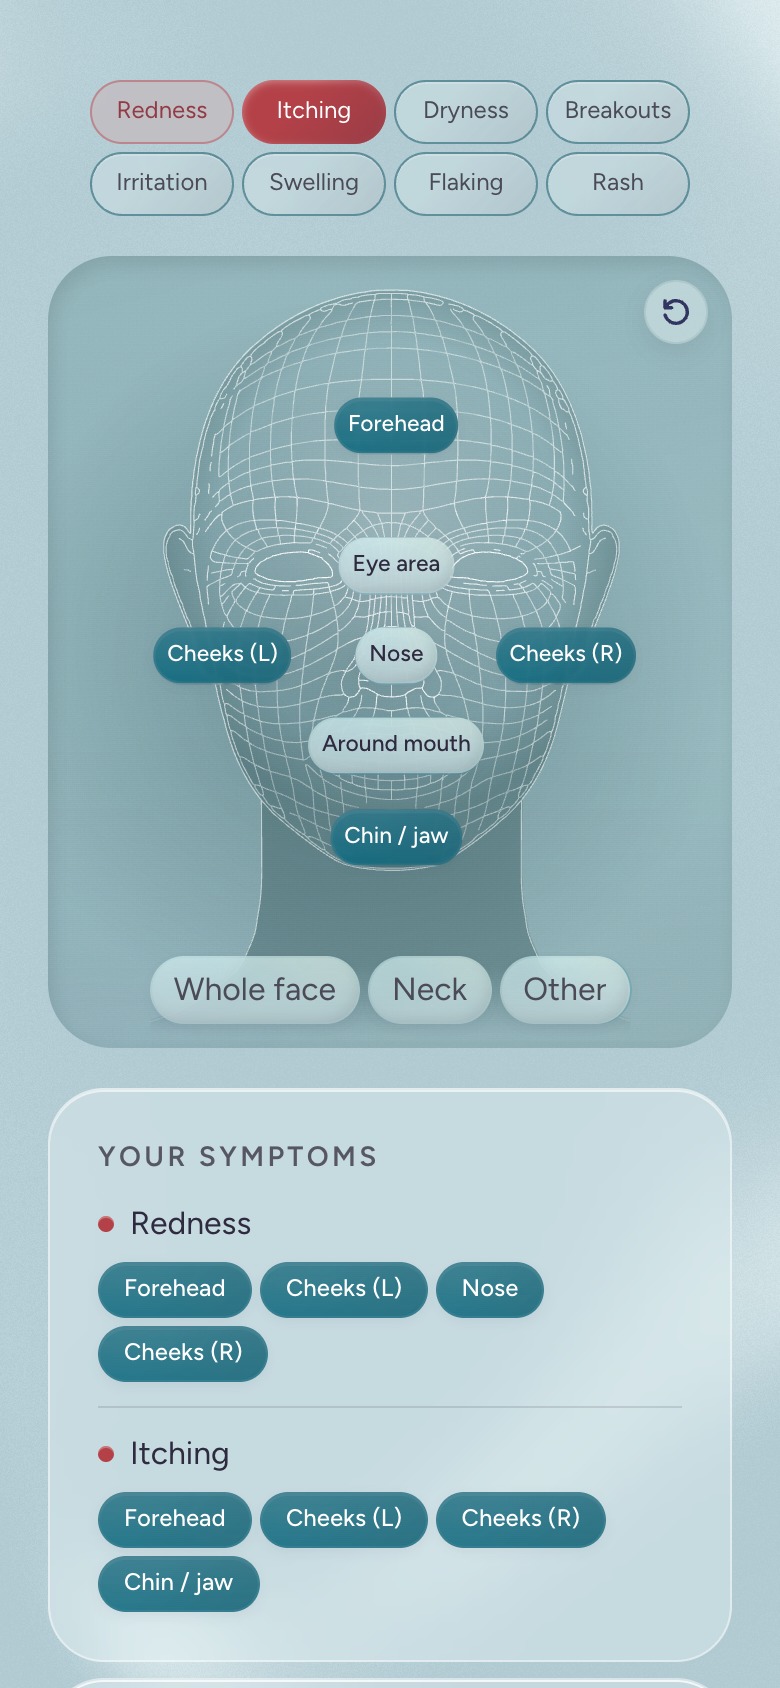 Redness Itching Dryness Breakouts
Irritation Swelling Flaking Rash
Forehead
Eye area
Cheeks (L) Nose Cheeks (R)
Around mouth
Chin / jaw
Whole face Neck Other
YOUR SYMPTOMS
Redness
Forehead Cheeks (L) Nose
Cheeks (R)
Itching
Forehead Cheeks (L) Cheeks (R)
Chin / jaw